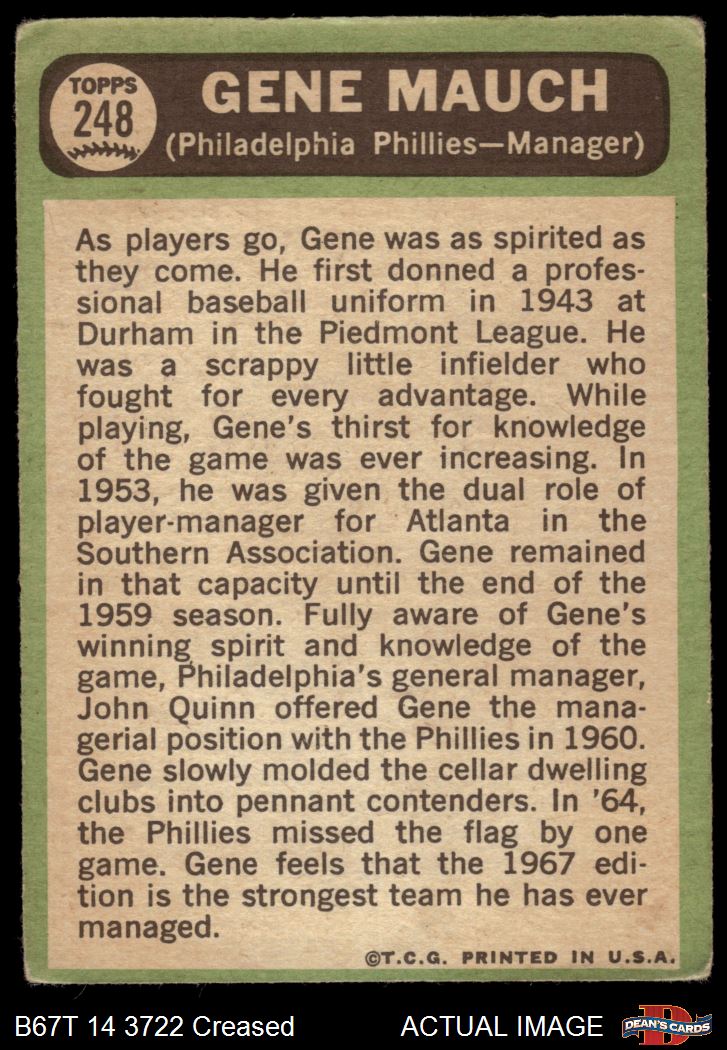 TOPPS
248
GENE MAUCH
(Philadelphia Phillies—Manager)
As players go, Gene was as spirited as
they come. He first donned a profes-
sional baseball uniform in 1943 at
Durham in the Piedmont League. He
was a scrappy little infielder who
fought for every advantage. While
playing, Gene's thirst for knowledge
of the game was ever increasing. In
1953, he was given the dual role of
player-manager for Atlanta in the
Southern Association. Gene remained
in that capacity until the end of the
1959 season. Fully aware of Gene's
winning spirit and knowledge of the
game, Philadelphia's general manager,
John Quinn offered Gene the mana-
gerial position with the Phillies in 1960.
Gene slowly molded the cellar dwelling
clubs into pennant contenders. In '64,
the Phillies missed the flag by one
game. Gene feels that the 1967 edi-
tion is the strongest team he has ever
managed.
©T.C.G. PRINTED IN U.S.A.
B67T 14 3722 Creased
ACTUAL IMAGE
D
DEAN'S CARDS